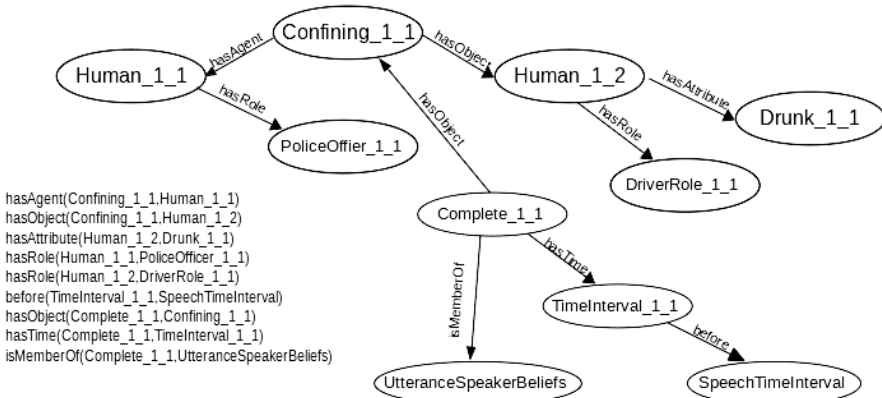 Confining_1_1
hasAgent
hasObject
Human_1_1
Human_1_2
hasAttribute
hasRole
hasObject
Drunk_1_1
hasRole
PoliceOffier_1_1
DriverRole_1_1
hasAgent(Confining_1_1,Human_1_1)
hasObject(Confining_1_1,Human_1_2)
hasAttribute(Human_1_2,Drunk_1_1)
hasRole(Human_1_1,PoliceOfficer_1_1)
hasRole(Human_1_2,DriverRole_1_1)
before(TimeInterval_1_1,SpeechTimeInterval)
hasObject(Complete_1_1,Confining_1_1)
hasTime(Complete_1_1,TimeInterval_1_1)
isMemberOf(Complete_1_1,UtteranceSpeakerBeliefs)
Complete_1_1
hasTime
isMemberOf
TimeInterval_1_1
before
UtteranceSpeakerBeliefs
SpeechTimeInterval